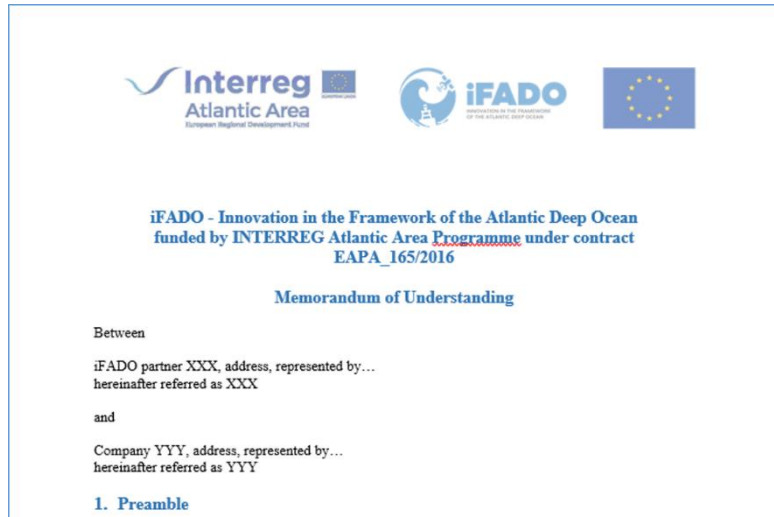 Interreg
EUROPEAN UNION
Atlantic Area
European Regional Development Fund
iFADO
INNOVATION IN THE FRAMEWORK
OF THE ATLANTIC DEEP OCEAN
iFADO - Innovation in the Framework of the Atlantic Deep Ocean
funded by INTERREG Atlantic Area Programme under contract
EAPA_165/2016
Memorandum of Understanding
Between
iFADO partner XXX, address, represented by…
hereinafter referred as XXX
and
Company YYY, address, represented by…
hereinafter referred as YYY
1. Preamble